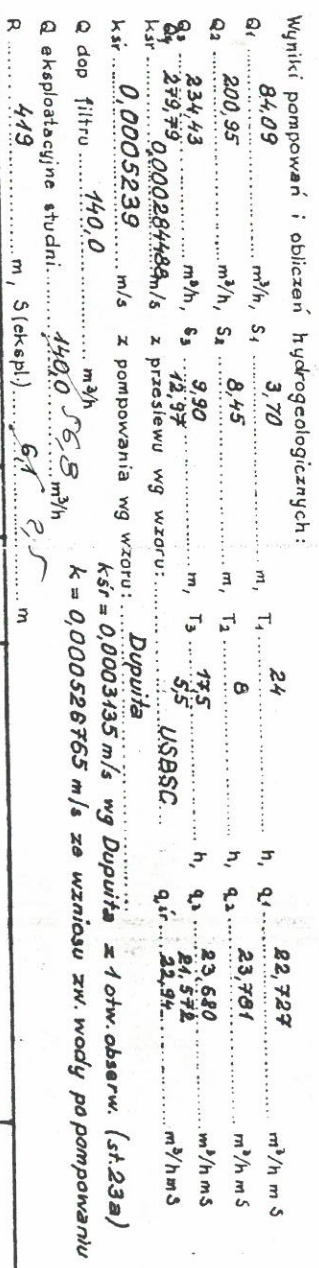 Wyniki pompowań i obliczeń hydrogeologicznych:
Q1 84,09 m³/h, S1 3,70 m, T1 24 h, q1 22,727 m³/h m S
Q2 200,95 m³/h, S2 8,45 m, T2 8 h, q2 23,781 m³/h m S
Q3 234,43 m³/h, S3 9,90 m, T3 17,5 h, q3 23,680 m³/h m S
Q4 279,79 12,97 5,5 21,572
kśr 0,000284488 m/s z przesiewu wg wzoru: USBSC qśr 22,94 m³/h m S
kśr 0,0005239 m/s z pompowania wg wzoru: Dupuita
Q dop filtru 140,0 m³/h kśr = 0,0003135 m/s wg Dupuita z 1 otw. obserw. (st.23a)
Q eksploatacyjne studni 140,0 56,8 m³/h k = 0,000528765 m/s ze wzniosu zw. wody po pompowaniu
R 419 m, S (ekspl.) 6,1 2,5 m